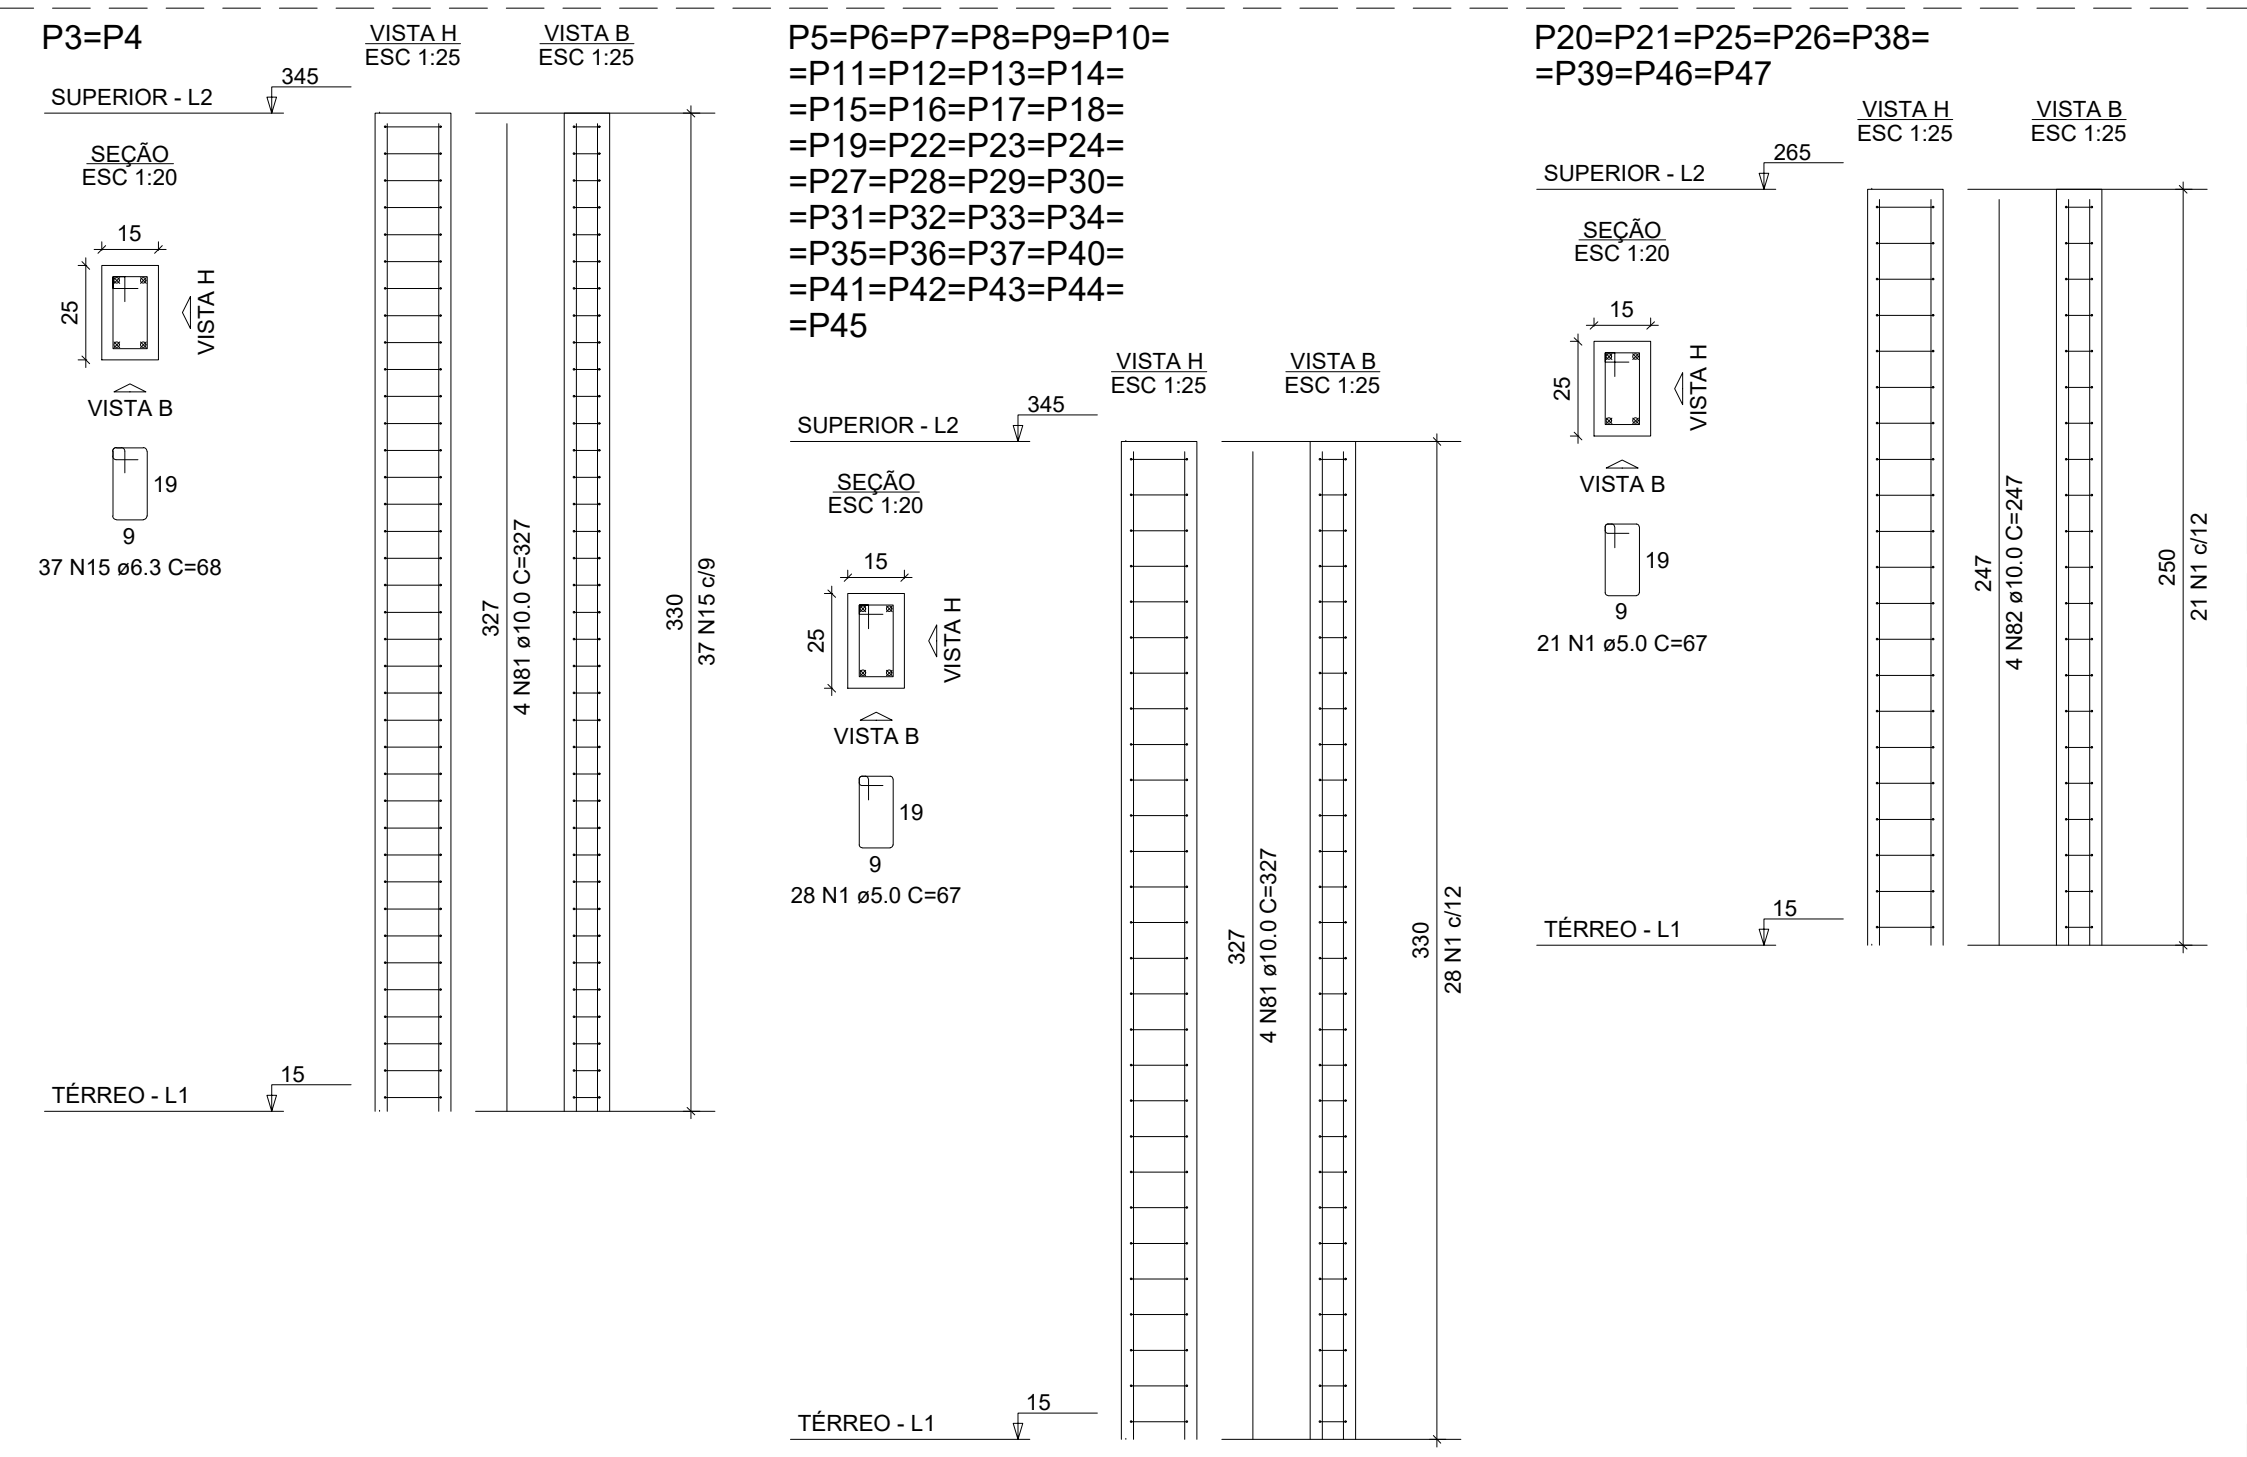 P3=P4
VISTA H
ESC 1:25
VISTA B
ESC 1:25
345
SUPERIOR - L2
SEÇÃO
ESC 1:20
15
25
VISTA H
VISTA B
19
9
37 N15 ø6.3 C=68
327
4 N81 ø10.0 C=327
330
37 N15 c/9
15
TÉRREO - L1
P5=P6=P7=P8=P9=P10=
=P11=P12=P13=P14=
=P15=P16=P17=P18=
=P19=P22=P23=P24=
=P27=P28=P29=P30=
=P31=P32=P33=P34=
=P35=P36=P37=P40=
=P41=P42=P43=P44=
=P45
VISTA H
ESC 1:25
VISTA B
ESC 1:25
345
SUPERIOR - L2
SEÇÃO
ESC 1:20
15
25
VISTA H
VISTA B
19
9
28 N1 ø5.0 C=67
327
4 N81 ø10.0 C=327
330
28 N1 c/12
15
TÉRREO - L1
P20=P21=P25=P26=P38=
=P39=P46=P47
VISTA H
ESC 1:25
VISTA B
ESC 1:25
265
SUPERIOR - L2
SEÇÃO
ESC 1:20
15
25
VISTA H
VISTA B
19
9
21 N1 ø5.0 C=67
247
4 N82 ø10.0 C=247
250
21 N1 c/12
15
TÉRREO - L1